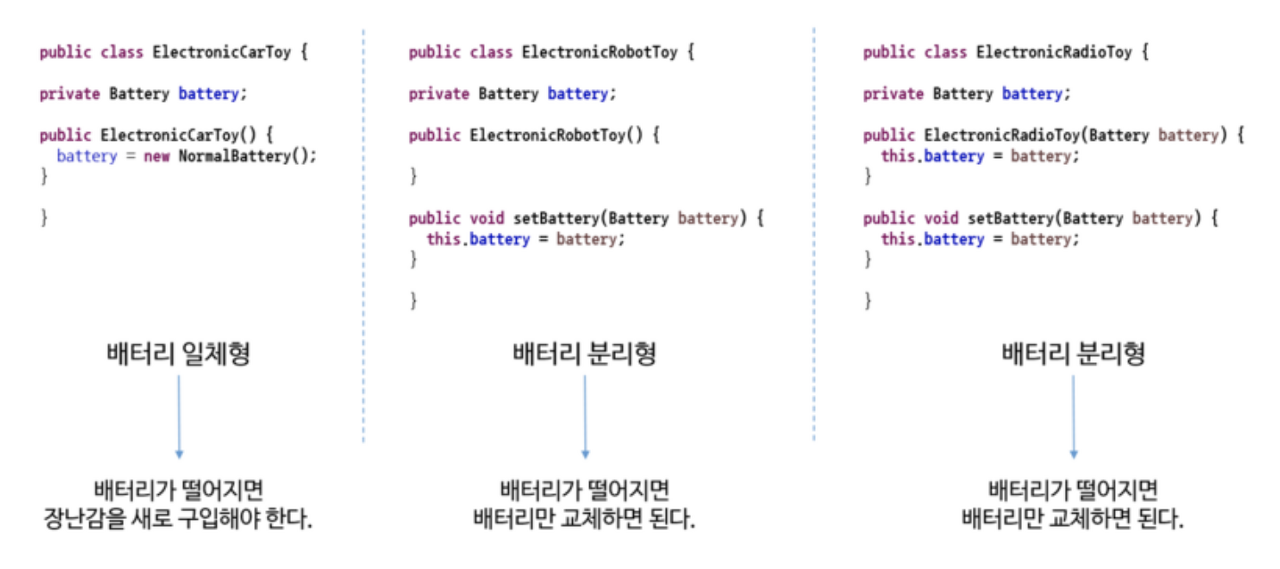 public class ElectronicCarToy {
private Battery battery;
public ElectronicCarToy() {
battery = new NormalBattery();
}
}
배터리 일체형
배터리가 떨어지면
장난감을 새로 구입해야 한다.
public class ElectronicRobotToy {
private Battery battery;
public ElectronicRobotToy() {
}
public void setBattery(Battery battery) {
this.battery = battery;
}
}
배터리 분리형
배터리가 떨어지면
배터리만 교체하면 된다.
public class ElectronicRadioToy {
private Battery battery;
public ElectronicRadioToy(Battery battery) {
this.battery = battery;
}
public void setBattery(Battery battery) {
this.battery = battery;
}
}
배터리 분리형
배터리가 떨어지면
배터리만 교체하면 된다.